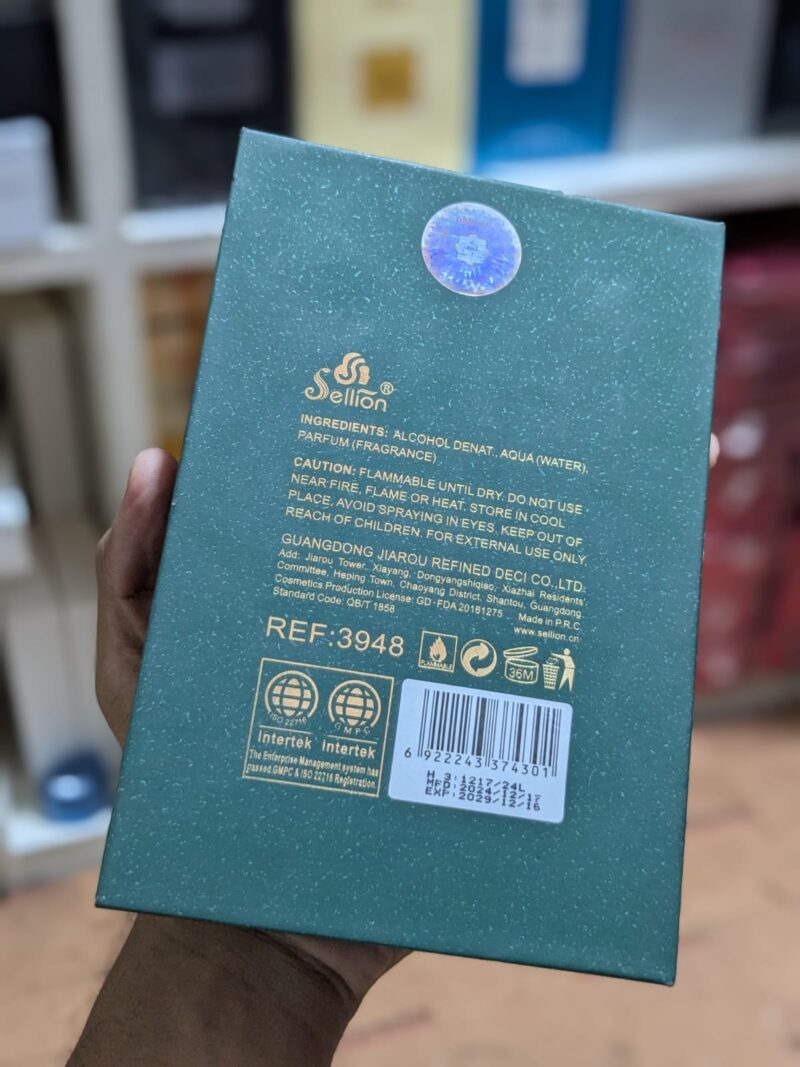 Sellion®
INGREDIENTS: ALCOHOL DENAT. AQUA (WATER),
PARFUM (FRAGRANCE)
CAUTION: FLAMMABLE UNTIL DRY. DO NOT USE
NEAR FIRE, FLAME OR HEAT. STORE IN COOL
PLACE. AVOID SPRAYING IN EYES. KEEP OUT OF
REACH OF CHILDREN. FOR EXTERNAL USE ONLY.
GUANGDONG JIAROU REFINED DECI CO.,LTD.
Add: Jiarou Tower, Xiayang, Dongyangshiqiao, Xiazhai Residents'
Committee, Heping Town, Chaoyang District, Shantou, Guangdong.
Cosmetics Production License: GD·FDA 20161275 Made in P.R.C.
Standard Code: QB/T 1858 www.sellion.cn
REF:3948
FLAMMABLE
36M
ISO 22716
GMPC
Intertek Intertek
The Enterprise Management system has
passed GMPC & ISO 22716 Registration.
6 922243 374301
3:1217/24L
MFD:2024/12/17
EXP:2029/12/16